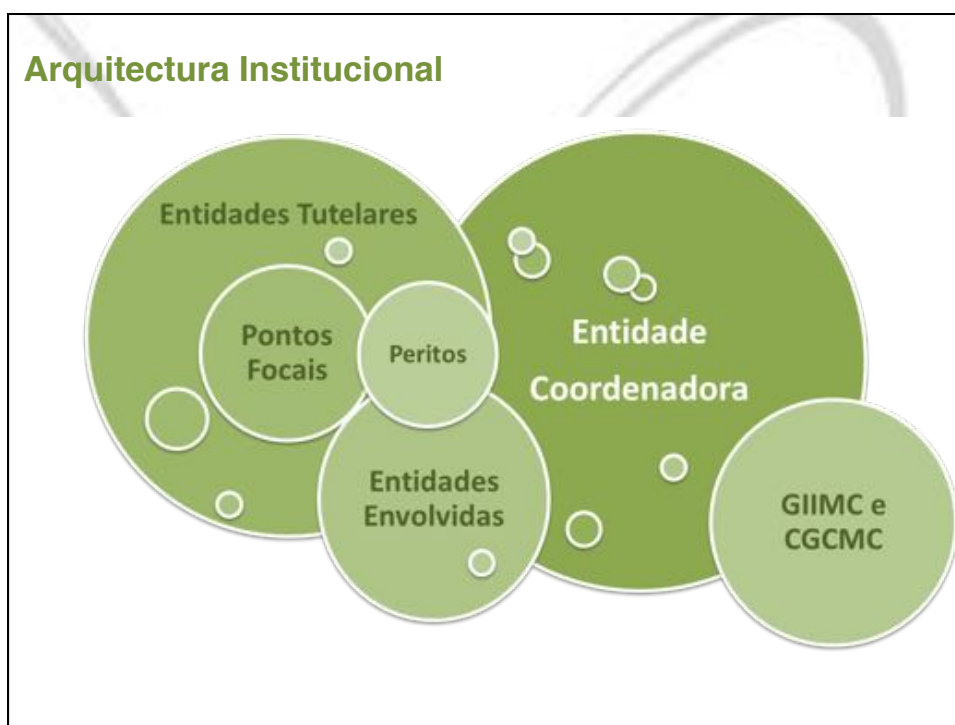 Arquitectura Institucional
Entidades Tutelares
Pontos
Focais
Peritos
Entidade
Coordenadora
Entidades
Envolvidas
GIIMC e
CGCMC